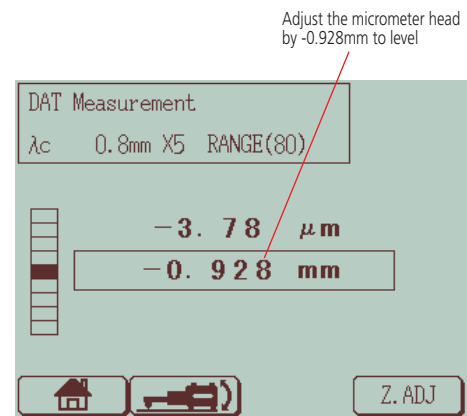 Adjust the micrometer head
by -0.928mm to level
DAT Measurement
λc 0.8mm X5 RANGE(80)
-3. 78 μm
-0. 928 mm
Z.ADJ